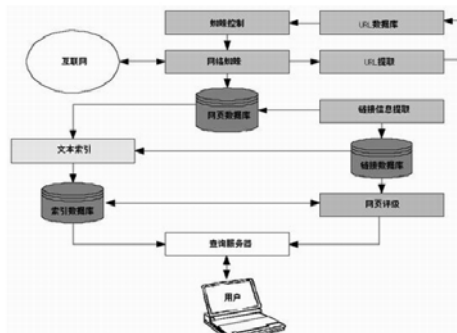 蜘蛛控制
URL数据库
互联网
网络蜘蛛
URL提取
网页数据库
链接信息提取
文本索引
链接数据库
索引数据库
网页评级
查询服务器
用户